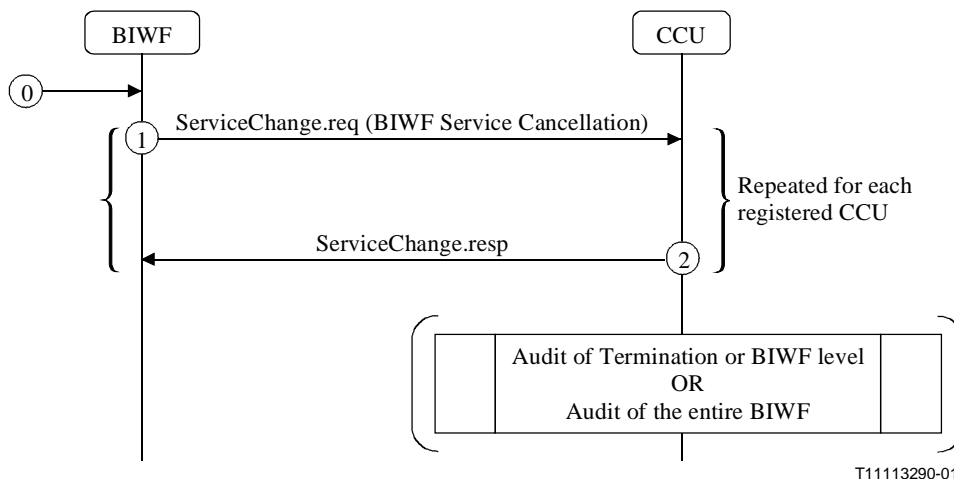 BIWF
CCU
0
1
ServiceChange.req (BIWF Service Cancellation)
Repeated for each
registered CCU
ServiceChange.resp
2
Audit of Termination or BIWF level
OR
Audit of the entire BIWF
T11113290-01